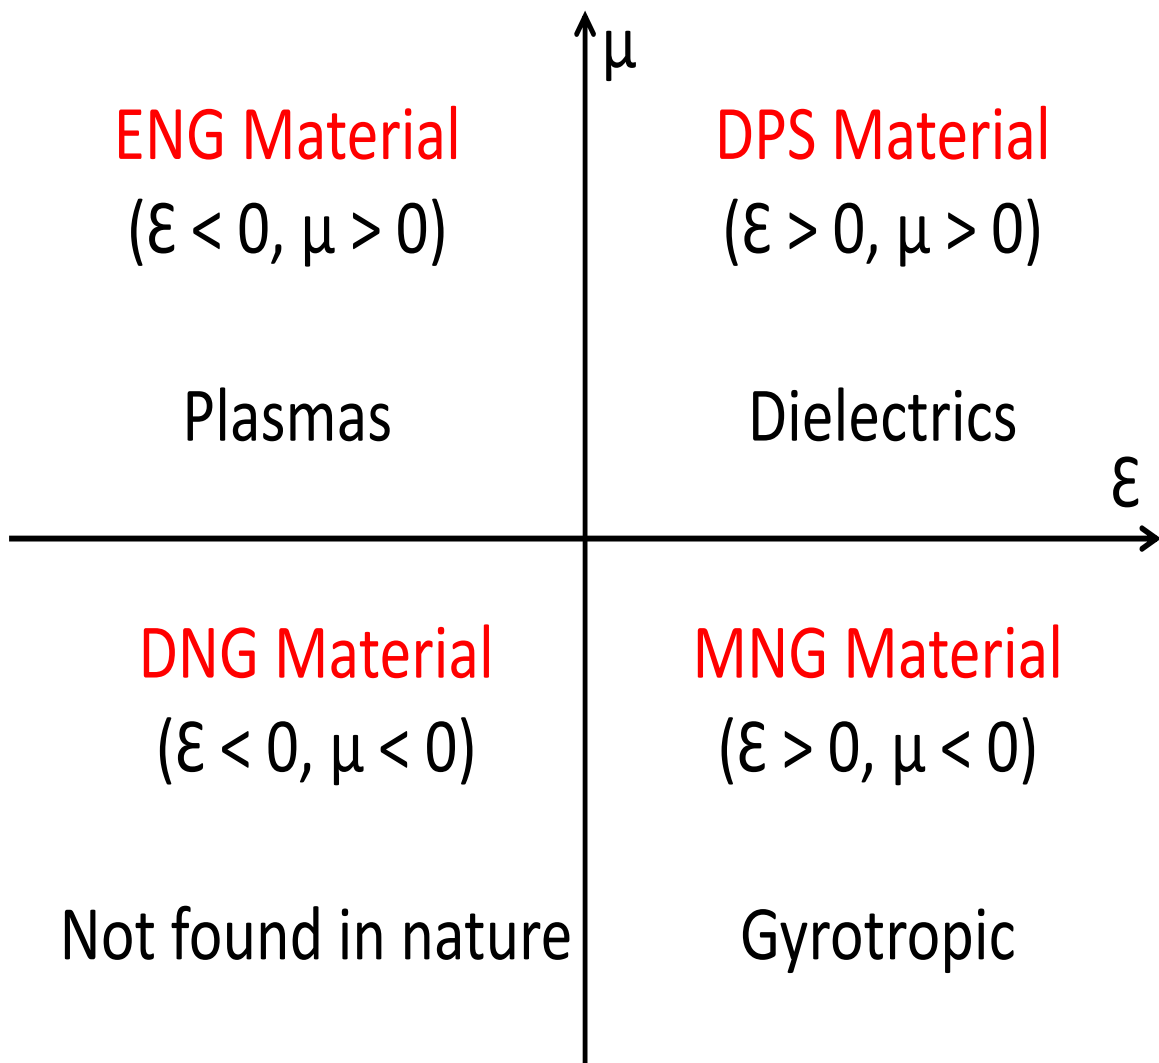 μ
ENG Material
(Ɛ < 0, μ > 0)
Plasmas
DPS Material
(Ɛ > 0, μ > 0)
Dielectrics
Ɛ
DNG Material
(Ɛ < 0, μ < 0)
Not found in nature
MNG Material
(Ɛ > 0, μ < 0)
Gyrotropic